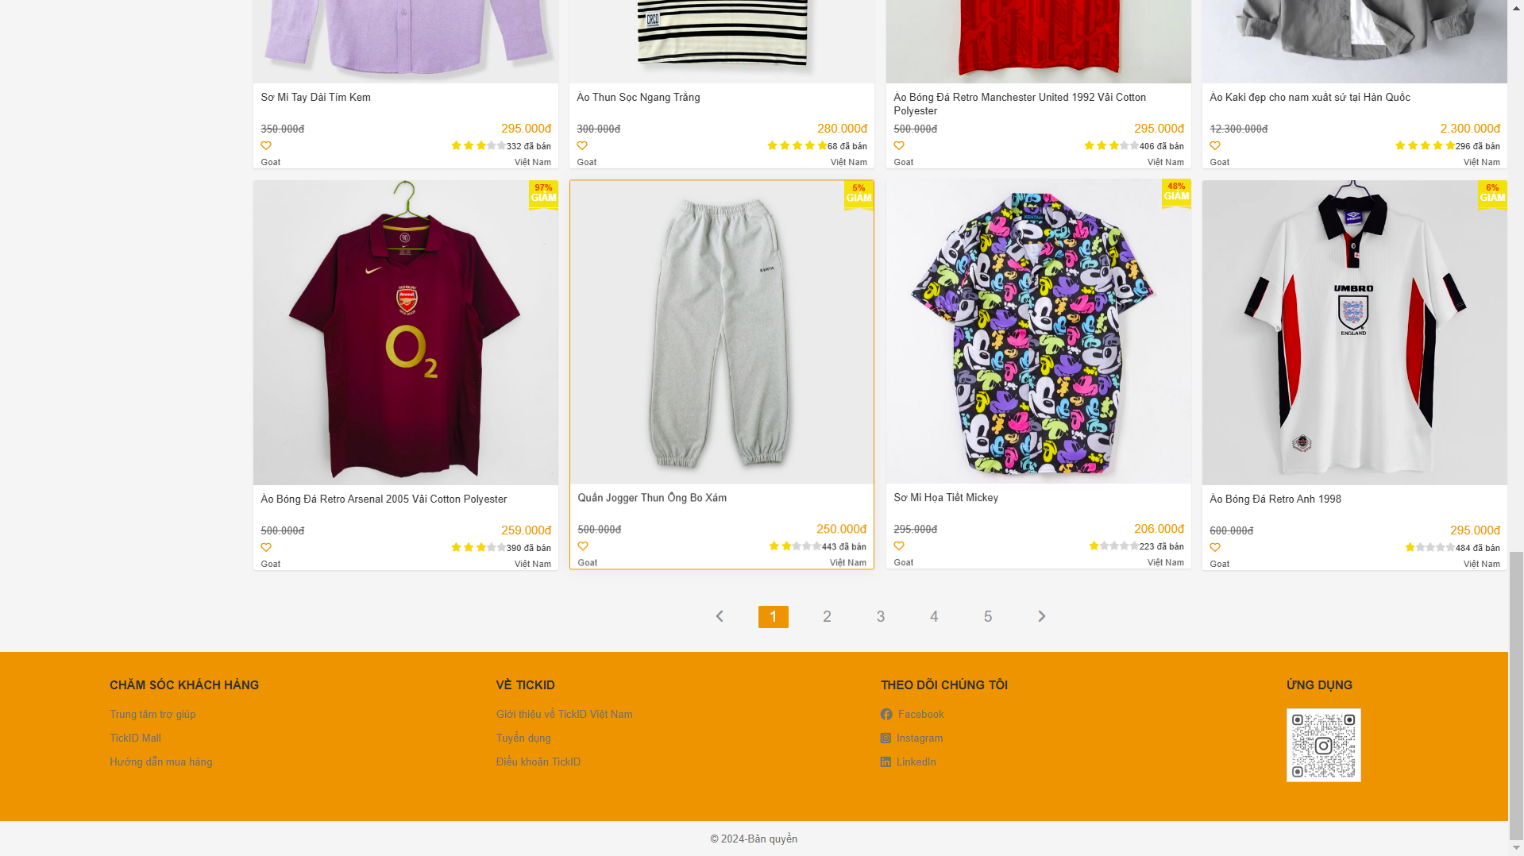 Sơ Mi Tay Dài Tím Kem
350.000đ 295.000đ
332 đã bán
Goat Việt Nam
Áo Thun Sọc Ngang Trắng
300.000đ 280.000đ
68 đã bán
Goat Việt Nam
Áo Bóng Đá Retro Manchester United 1992 Vải Cotton
Polyester
500.000đ 295.000đ
406 đã bán
Goat Việt Nam
Áo Kaki đẹp cho nam xuất sứ tại Hàn Quốc
12.300.000đ 2.300.000đ
296 đã bán
Goat Việt Nam
97%
GIẢM
O2
Áo Bóng Đá Retro Arsenal 2005 Vải Cotton Polyester
500.000đ 259.000đ
390 đã bán
Goat Việt Nam
5%
GIẢM
Quần Jogger Thun Ống Bo Xám
500.000đ 250.000đ
443 đã bán
Goat Việt Nam
48%
GIẢM
Sơ Mi Họa Tiết Mickey
295.000đ 206.000đ
223 đã bán
Goat Việt Nam
6%
GIẢM
UMBRO
ENGLAND
Áo Bóng Đá Retro Anh 1998
600.000đ 295.000đ
484 đã bán
Goat Việt Nam
1 2 3 4 5
CHĂM SÓC KHÁCH HÀNG
Trung tâm trợ giúp
TickID Mall
Hướng dẫn mua hàng
VỀ TICKID
Giới thiệu về TickID Việt Nam
Tuyển dụng
Điều khoản TickID
THEO DÕI CHÚNG TÔI
Facebook
Instagram
LinkedIn
ỨNG DỤNG
© 2024-Bản quyền